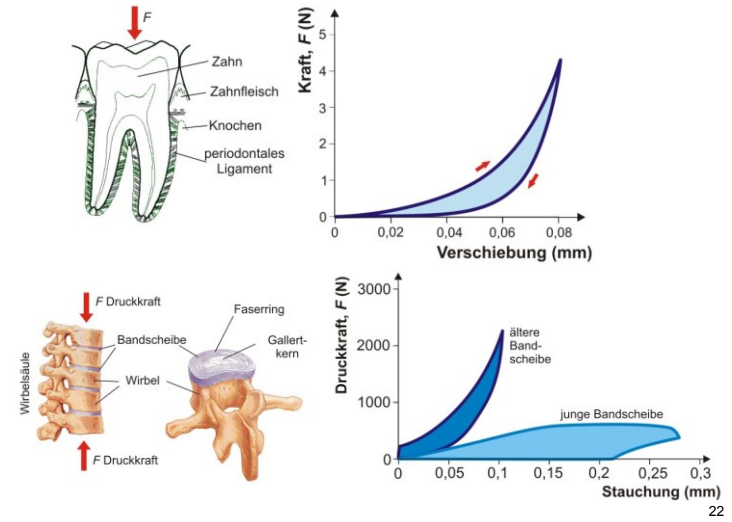 F
Zahn
Zahnfleisch
Knochen
periodontales
Ligament
Kraft, F (N)
5
4
3
2
1
0
0
0,02
0,04
0,06
0,08
Verschiebung (mm)
F Druckkraft
Wirbelsäule
Bandscheibe
Wirbel
F Druckkraft
Faserring
Gallert-
kern
Druckkraft, F (N)
3000
2000
1000
0
ältere
Band-
scheibe
junge Bandscheibe
0
0,05
0,1
0,15
0,2
0,25
0,3
Stauchung (mm)
22